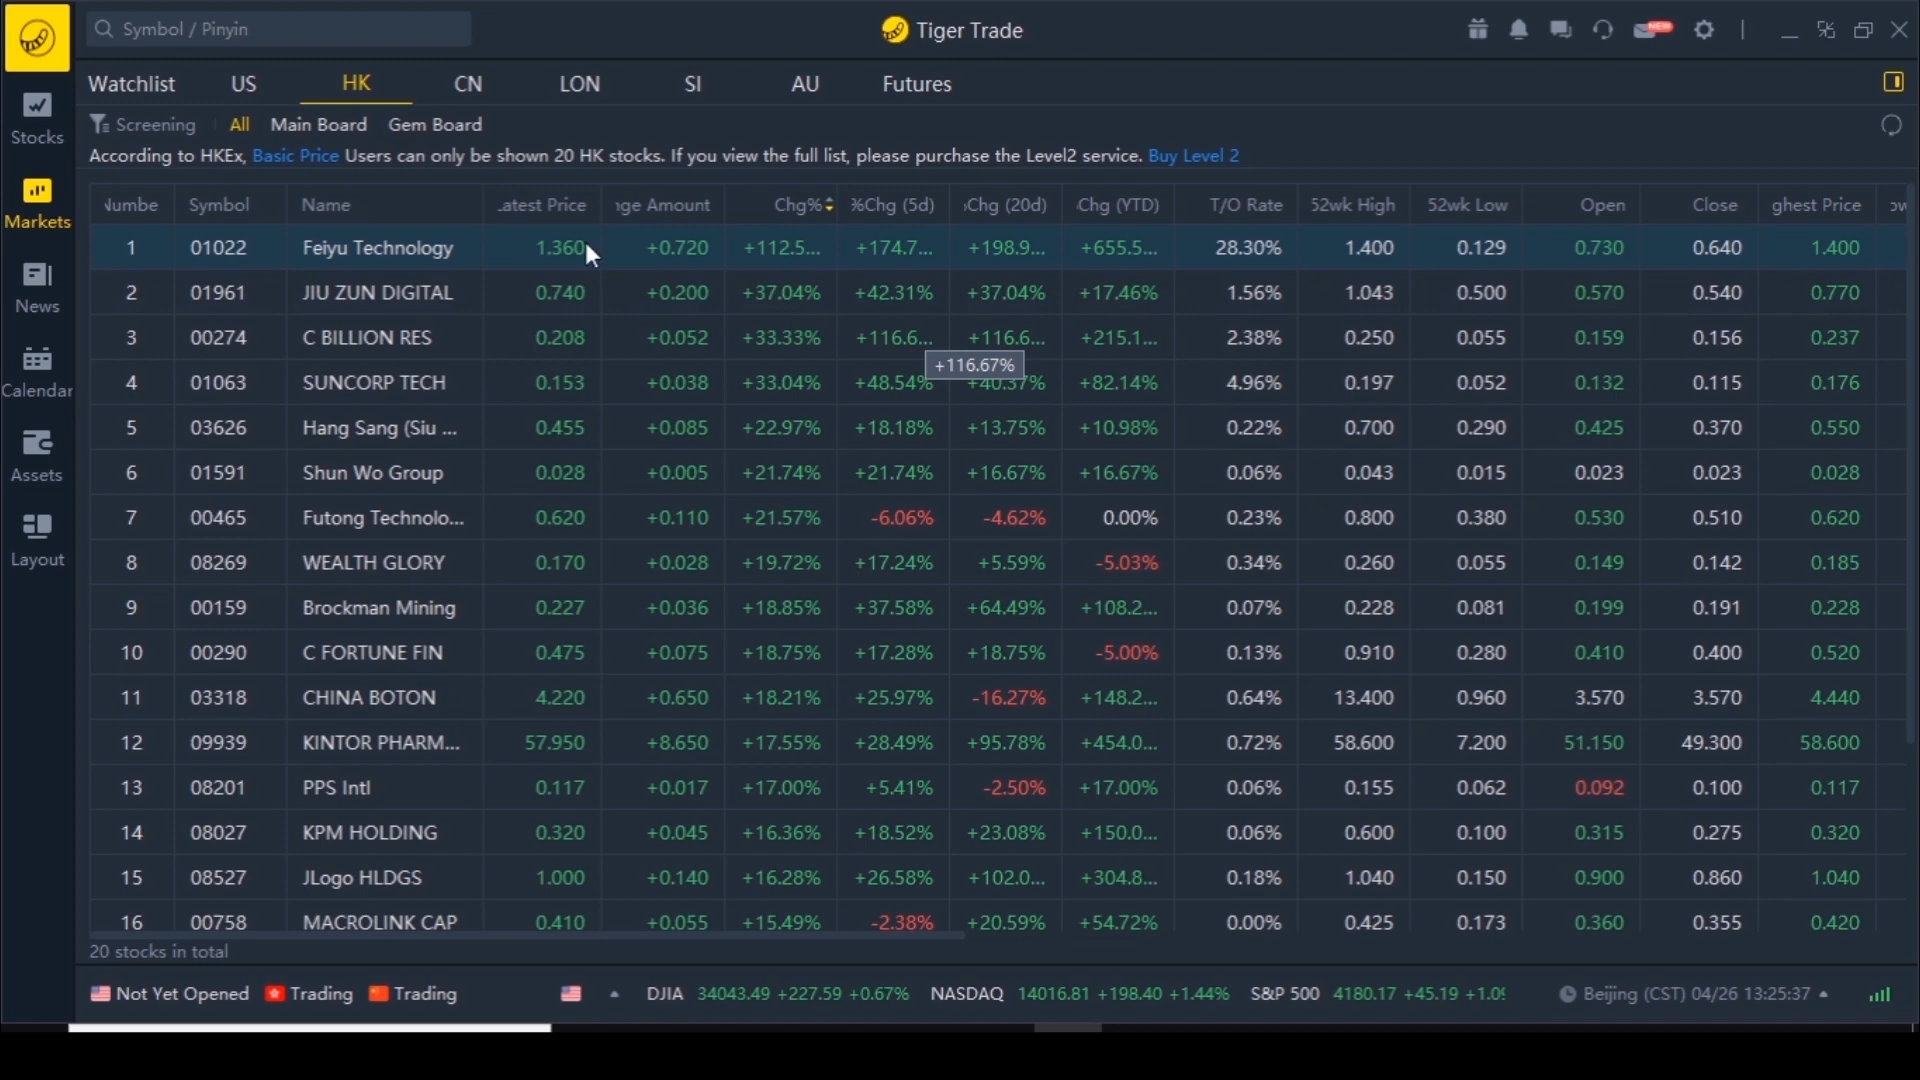 Symbol / Pinyin
Tiger Trade
NEW
Watchlist US HK CN LON SI AU Futures
Screening All Main Board Gem Board
According to HKEx, Basic Price Users can only be shown 20 HK stocks. If you view the full list, please purchase the Level2 service. Buy Level 2
Stocks
Markets
News
Calendar
Assets
Layout
Numbe Symbol Name atest Price nge Amount Chg% %Chg (5d) Chg (20d) Chg (YTD) T/O Rate 52wk High 52wk Low Open Close ghest Price ow
1 01022 Feiyu Technology 1.360 +0.720 +112.5... +174.7... +198.9... +655.5... 28.30% 1.400 0.129 0.730 0.640 1.400
2 01961 JIU ZUN DIGITAL 0.740 +0.200 +37.04% +42.31% +37.04% +17.46% 1.56% 1.043 0.500 0.570 0.540 0.770
3 00274 C BILLION RES 0.208 +0.052 +33.33% +116.6... +116.6... +215.1... 2.38% 0.250 0.055 0.159 0.156 0.237
+116.67%
4 01063 SUNCORP TECH 0.153 +0.038 +33.04% +48.54% +40.37% +82.14% 4.96% 0.197 0.052 0.132 0.115 0.176
5 03626 Hang Sang (Siu ... 0.455 +0.085 +22.97% +18.18% +13.75% +10.98% 0.22% 0.700 0.290 0.425 0.370 0.550
6 01591 Shun Wo Group 0.028 +0.005 +21.74% +21.74% +16.67% +16.67% 0.06% 0.043 0.015 0.023 0.023 0.028
7 00465 Futong Technolo... 0.620 +0.110 +21.57% -6.06% -4.62% 0.00% 0.23% 0.800 0.380 0.530 0.510 0.620
8 08269 WEALTH GLORY 0.170 +0.028 +19.72% +17.24% +5.59% -5.03% 0.34% 0.260 0.055 0.149 0.142 0.185
9 00159 Brockman Mining 0.227 +0.036 +18.85% +37.58% +64.49% +108.2... 0.07% 0.228 0.081 0.199 0.191 0.228
10 00290 C FORTUNE FIN 0.475 +0.075 +18.75% +17.28% +18.75% -5.00% 0.13% 0.910 0.280 0.410 0.400 0.520
11 03318 CHINA BOTON 4.220 +0.650 +18.21% +25.97% -16.27% +148.2... 0.64% 13.400 0.960 3.570 3.570 4.440
12 09939 KINTOR PHARM... 57.950 +8.650 +17.55% +28.49% +95.78% +454.0... 0.72% 58.600 7.200 51.150 49.300 58.600
13 08201 PPS Intl 0.117 +0.017 +17.00% +5.41% -2.50% +17.00% 0.06% 0.155 0.062 0.092 0.100 0.117
14 08027 KPM HOLDING 0.320 +0.045 +16.36% +18.52% +23.08% +150.0... 0.06% 0.600 0.100 0.315 0.275 0.320
15 08527 JLogo HLDGS 1.000 +0.140 +16.28% +26.58% +102.0... +304.8... 0.18% 1.040 0.150 0.900 0.860 1.040
16 00758 MACROLINK CAP 0.410 +0.055 +15.49% -2.38% +20.59% +54.72% 0.00% 0.425 0.173 0.360 0.355 0.420
20 stocks in total
Not Yet Opened Trading Trading DJIA 34043.49 +227.59 +0.67% NASDAQ 14016.81 +198.40 +1.44% S&P 500 4180.17 +45.19 +1.09 Beijing (CST) 04/26 13:25:37